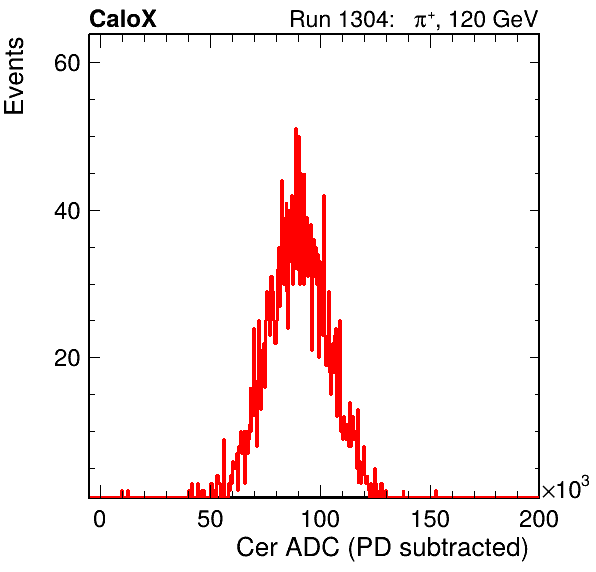 CaloX Run 1304: π⁺, 120 GeV
Events
60
40
20
0 50 100 150 200
×10³
Cer ADC (PD subtracted)